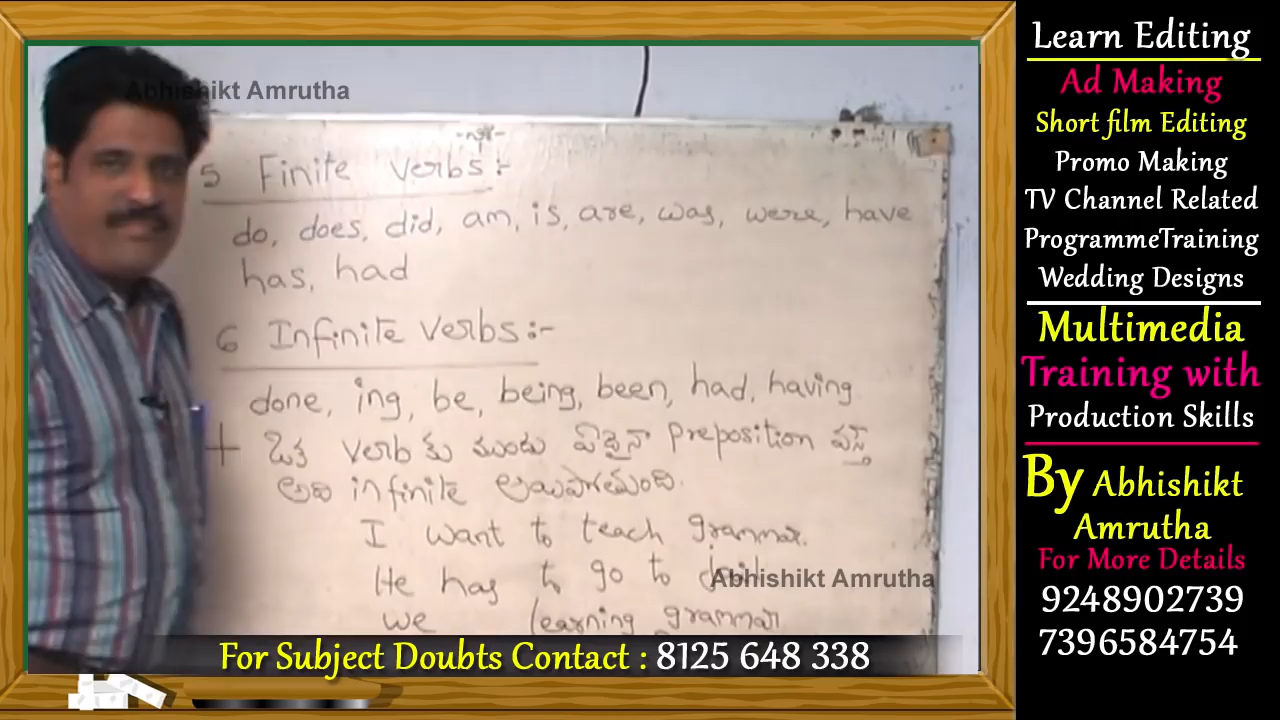 Abhishikt Amrutha
5 Finite Verbs:-
do, does, did, am, is, are, was, were, have
has, had
6 Infinite Verbs:-
done, ing, be, being, been, had, having
+ ఒక verb కు ముందు ఏదైనా preposition వస్తే
అది infinite అయిపోతుంది.
I want to teach grammar.
He has to go to
Abhishikt Amrutha
we learning grammar.
For Subject Doubts Contact : 8125 648 338
Learn Editing
Ad Making
Short film Editing
Promo Making
TV Channel Related
ProgrammeTraining
Wedding Designs
Multimedia
Training with
Production Skills
By Abhishikt
Amrutha
For More Details
9248902739
7396584754